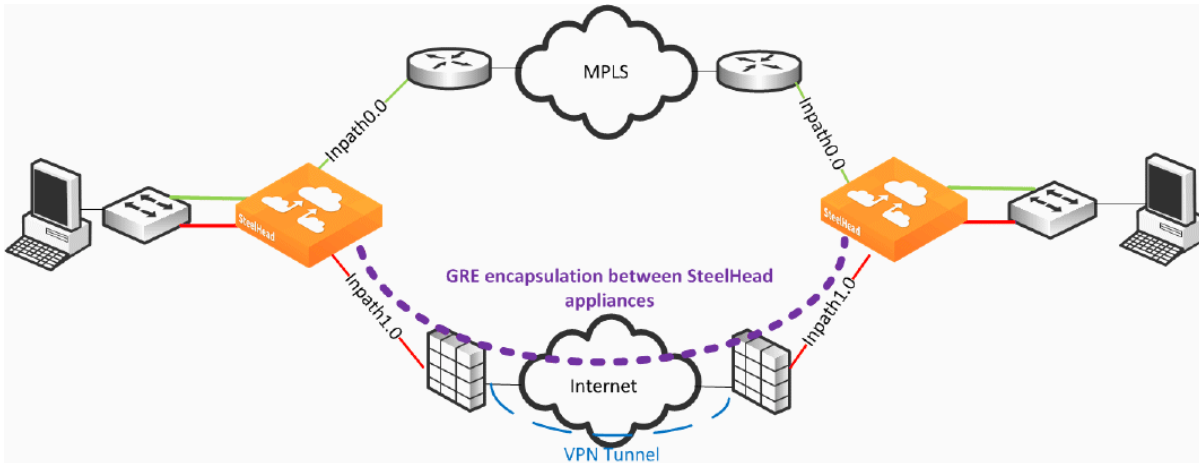 MPLS
Inpath0.0
Inpath0.0
SteelHead
SteelHead
GRE encapsulation between SteelHead
appliances
Inpath1.0
Inpath1.0
Internet
VPN Tunnel